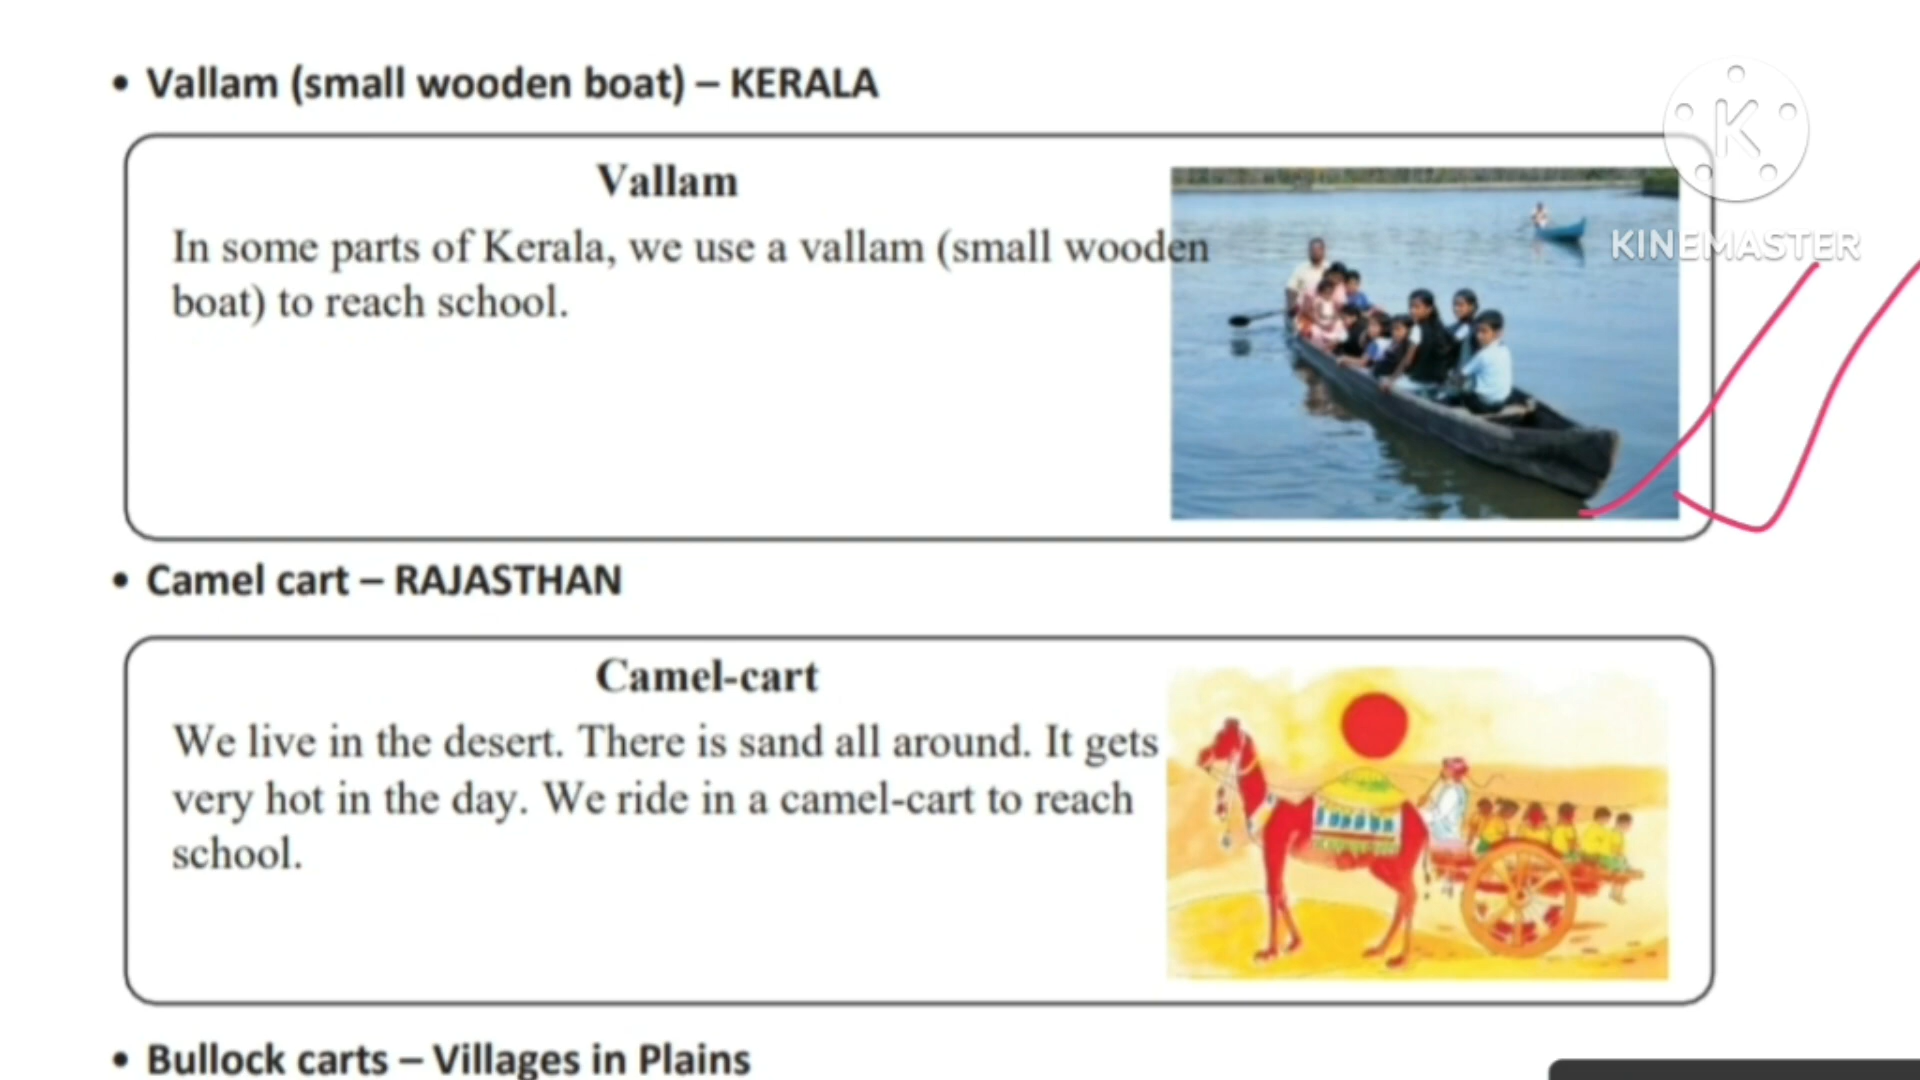 • Vallam (small wooden boat) – KERALA
Vallam
In some parts of Kerala, we use a vallam (small wooden
boat) to reach school.
K
KINEMASTER
• Camel cart – RAJASTHAN
Camel-cart
We live in the desert. There is sand all around. It gets
very hot in the day. We ride in a camel-cart to reach
school.
• Bullock carts – Villages in Plains